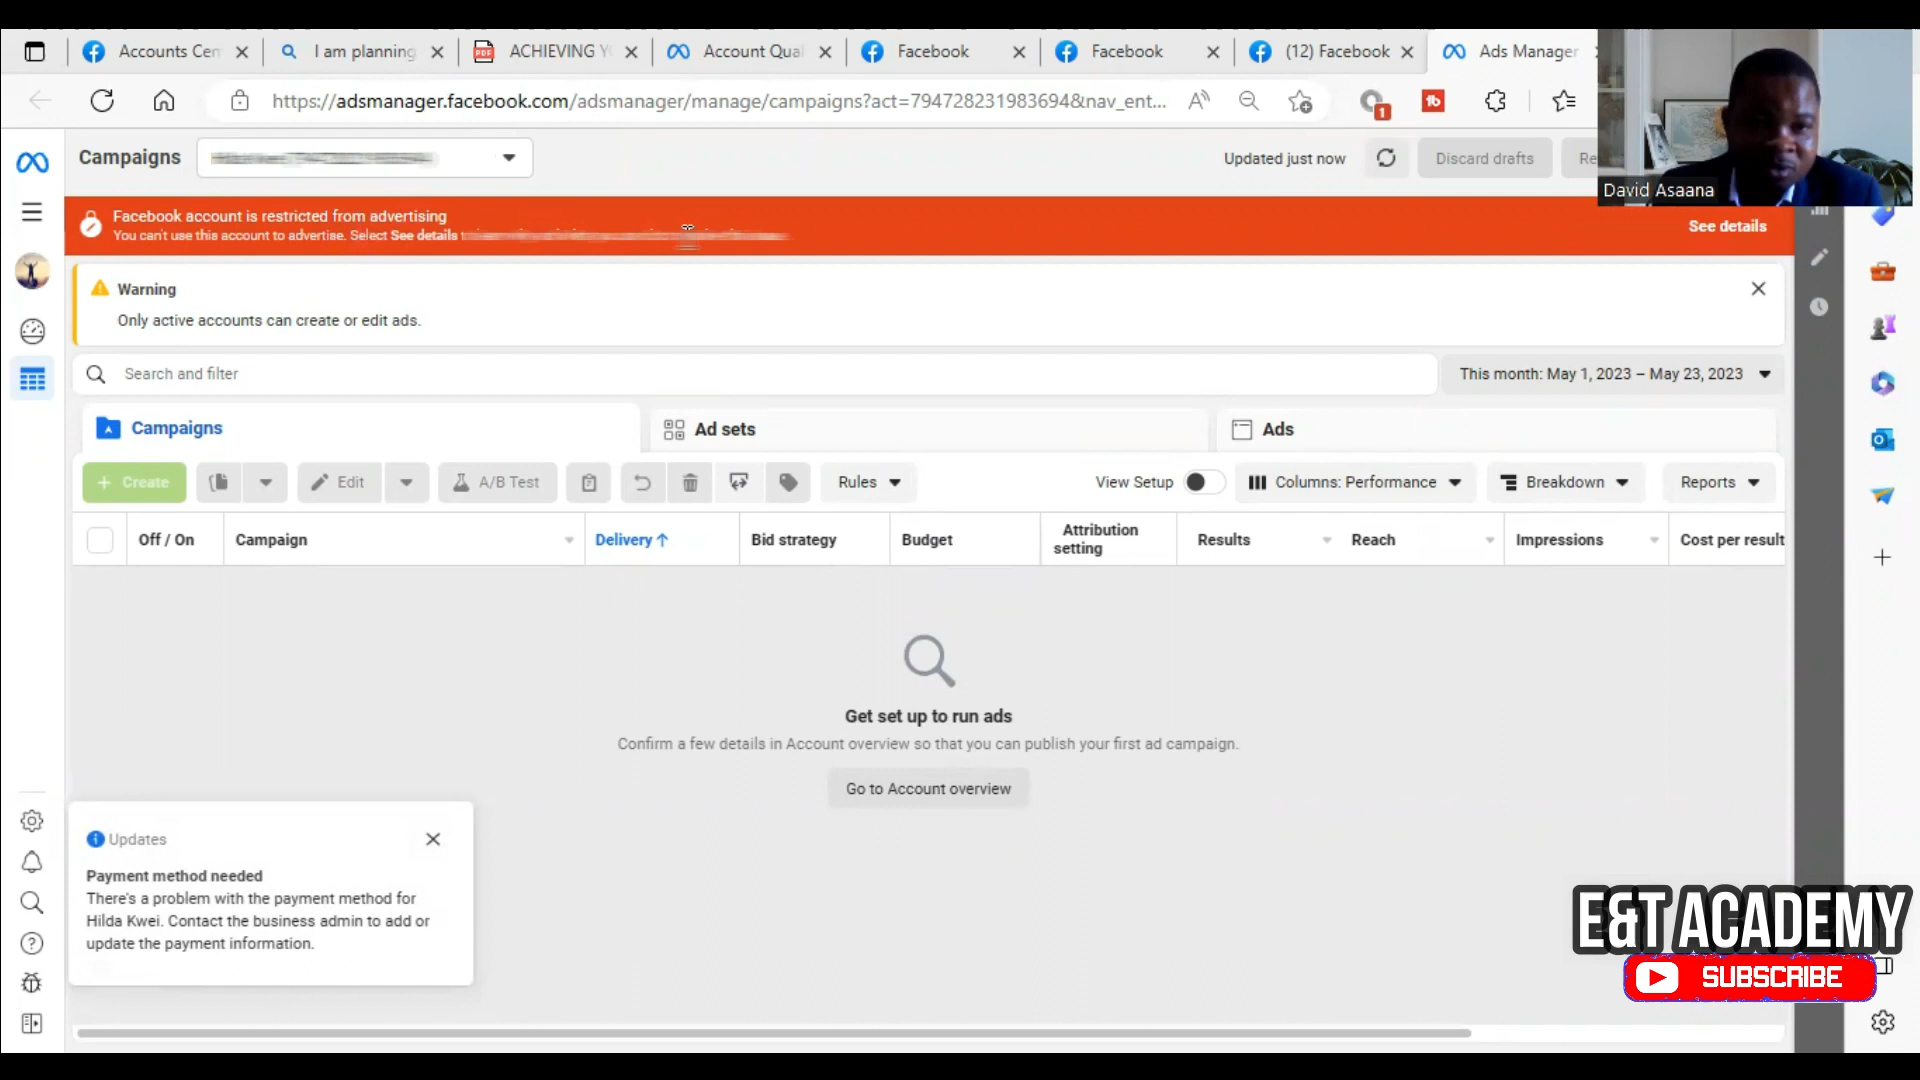 Accounts Cen
I am planning
ACHIEVING Y
Account Qual
Facebook
Facebook
(12) Facebook
Ads Manager
https://adsmanager.facebook.com/adsmanager/manage/campaigns?act=794728231983694&nav_ent...
1
Campaigns
Updated just now
Discard drafts
Re
David Asaana
Facebook account is restricted from advertising
You can't use this account to advertise. Select See details
See details
Warning
Only active accounts can create or edit ads.
Search and filter
This month: May 1, 2023 – May 23, 2023
Campaigns
Ad sets
Ads
+ Create
Edit
A/B Test
Rules
View Setup
Columns: Performance
Breakdown
Reports
Off / On
Campaign
Delivery ↑
Bid strategy
Budget
Attribution
setting
Results
Reach
Impressions
Cost per result
Get set up to run ads
Confirm a few details in Account overview so that you can publish your first ad campaign.
Go to Account overview
Updates
Payment method needed
There's a problem with the payment method for
Hilda Kwei. Contact the business admin to add or
update the payment information.
E&T ACADEMY
SUBSCRIBE